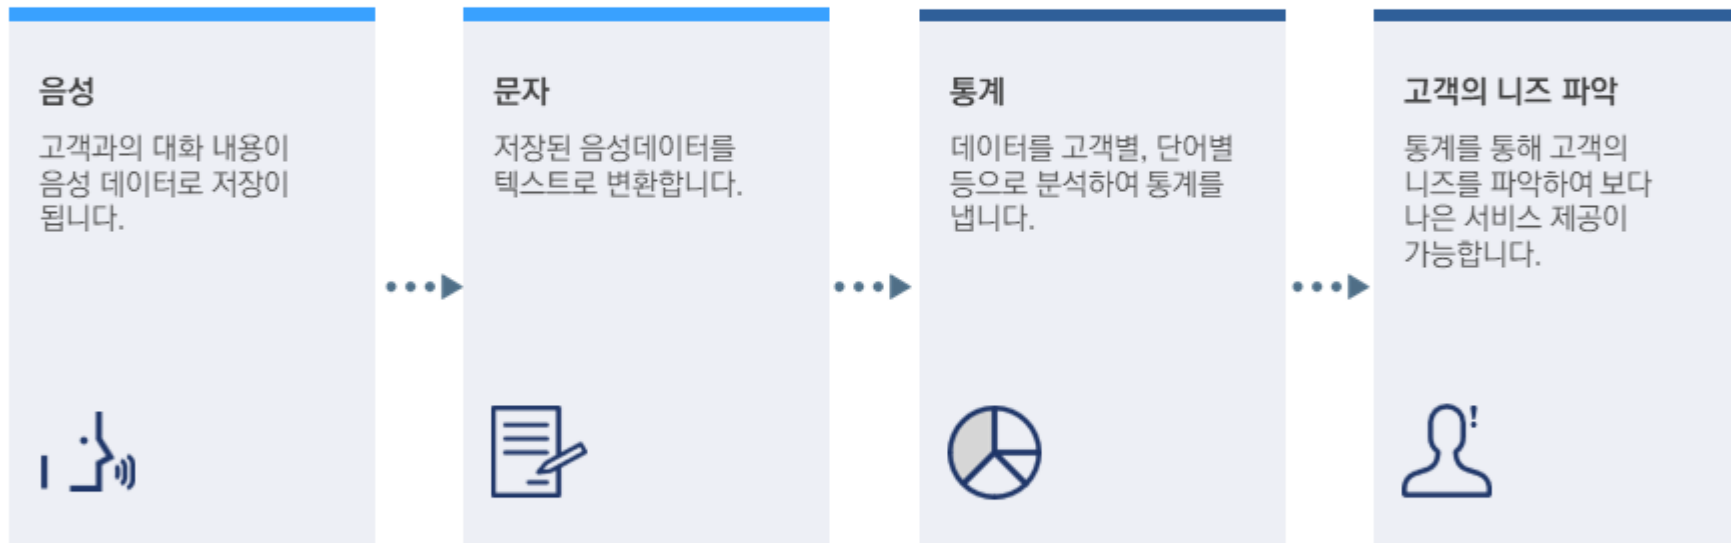 음성
고객과의 대화 내용이
음성 데이터로 저장이
됩니다.
문자
저장된 음성데이터를
텍스트로 변환합니다.
통계
데이터를 고객별, 단어별
등으로 분석하여 통계를
냅니다.
고객의 니즈 파악
통계를 통해 고객의
니즈를 파악하여 보다
나은 서비스 제공이
가능합니다.